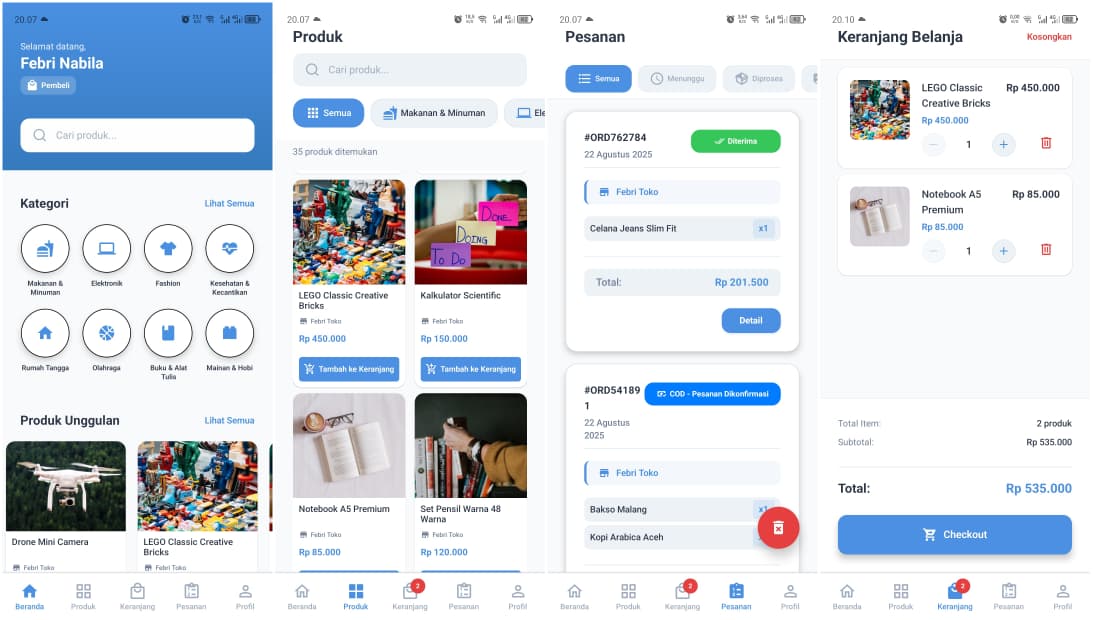 20.07
Selamat datang,
Febri Nabila
Pembeli
Cari produk...
Kategori
Lihat Semua
Makanan &
Minuman
Elektronik
Fashion
Kesehatan &
Kecantikan
Rumah Tangga
Olahraga
Buku & Alat
Tulis
Mainan & Hobi
Produk Unggulan
Lihat Semua
Drone Mini Camera
Febri Toko
LEGO Classic Creative
Bricks
Febri Toko
Beranda
Produk
Keranjang
Pesanan
Profil
20.07
Produk
Cari produk...
Semua
Makanan & Minuman
Ele
35 produk ditemukan
LEGO Classic Creative
Bricks
Febri Toko
Rp 450.000
Tambah ke Keranjang
Done..
Doing
To Do
Kalkulator Scientific
Febri Toko
Rp 150.000
Tambah ke Keranjang
Notebook A5 Premium
Febri Toko
Rp 85.000
Set Pensil Warna 48
Warna
Febri Toko
Rp 120.000
Beranda
Produk
Keranjang
2
Pesanan
Profil
20.07
Pesanan
Semua
Menunggu
Diproses
#ORD762784
22 Agustus 2025
Diterima
Febri Toko
Celana Jeans Slim Fit
x1
Total:
Rp 201.500
Detail
#ORD54189
1
22 Agustus
2025
COD - Pesanan Dikonfirmasi
Febri Toko
Bakso Malang
x1
Kopi Arabica Aceh
Beranda
Produk
Keranjang
2
Pesanan
Profil
20.10
Keranjang Belanja
Kosongkan
LEGO Classic
Creative Bricks
Rp 450.000
Rp 450.000
− 1 +
Notebook A5
Premium
Rp 85.000
Rp 85.000
− 1 +
Total Item:
2 produk
Subtotal:
Rp 535.000
Total:
Rp 535.000
Checkout
Beranda
Produk
Keranjang
2
Pesanan
Profil